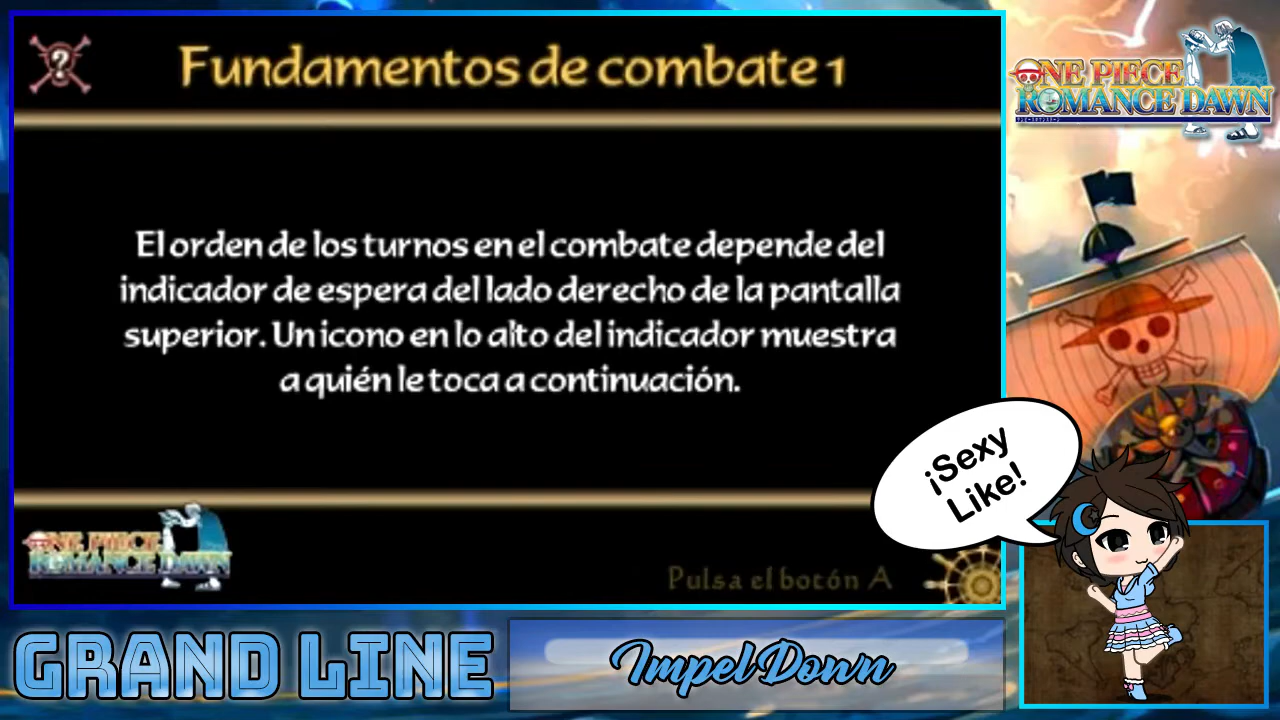 Fundamentos de combate 1
ONE PIECE
ROMANCE DAWN
El orden de los turnos en el combate depende del
indicador de espera del lado derecho de la pantalla
superior. Un icono en lo alto del indicador muestra
a quién le toca a continuación.
¡Sexy
Like!
ONE PIECE
ROMANCE DAWN
Pulsa el botón A
GRAND LINE
Impel Down